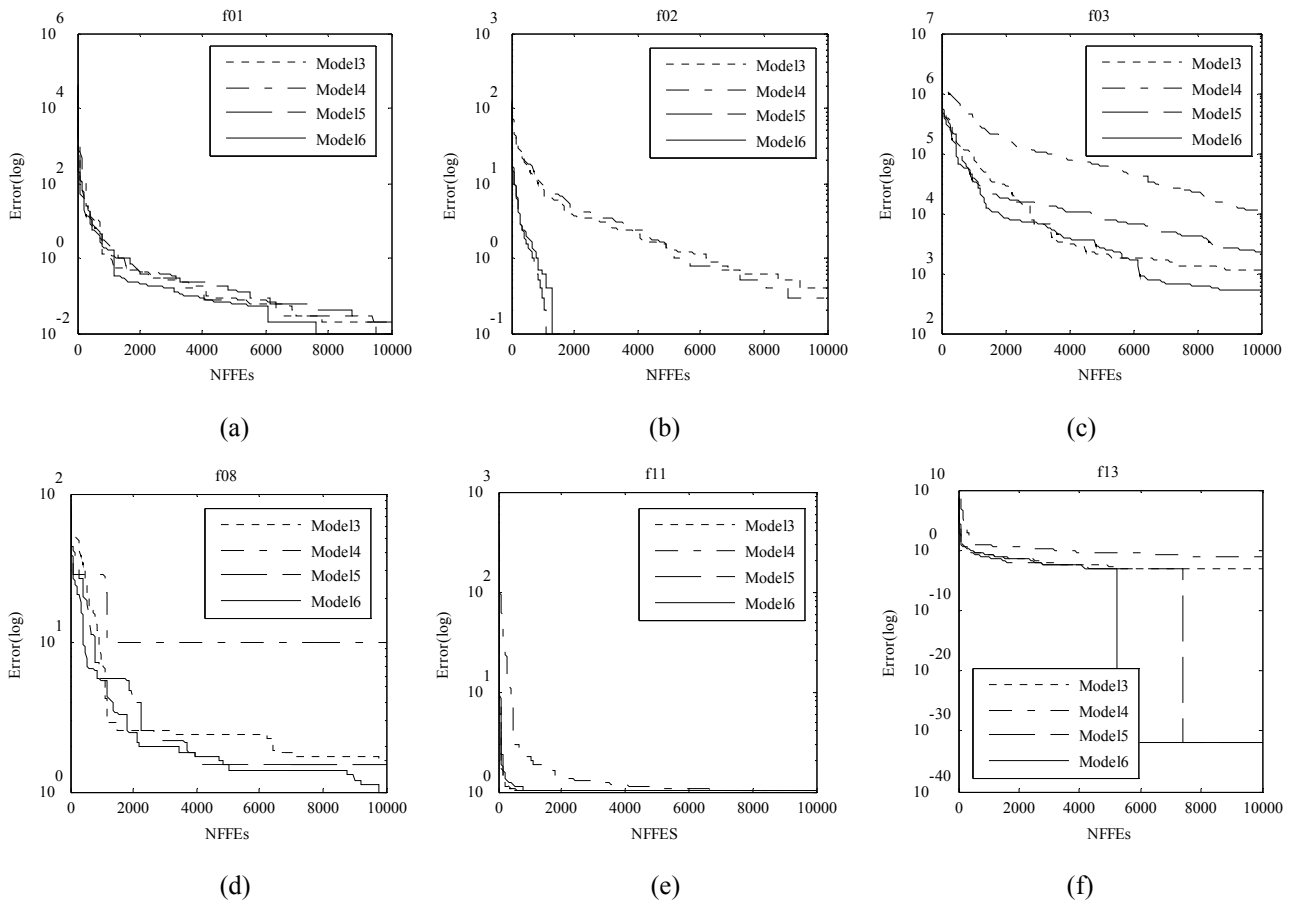 f01
10^6
10^4
10^2
10^0
10^-2
Error(log)
0 2000 4000 6000 8000 10000
NFFEs
Model3
Model4
Model5
Model6
(a)
f02
10^3
10^2
10^1
10^0
10^-1
Error(log)
0 2000 4000 6000 8000 10000
NFFEs
Model3
Model4
Model5
Model6
(b)
f03
10^7
10^6
10^5
10^4
10^3
10^2
Error(log)
0 2000 4000 6000 8000 10000
NFFEs
Model3
Model4
Model5
Model6
(c)
f08
10^2
10^1
10^0
Error(log)
0 2000 4000 6000 8000 10000
NFFEs
Model3
Model4
Model5
Model6
(d)
f11
10^3
10^2
10^1
10^0
Error(log)
0 2000 4000 6000 8000 10000
NFFES
Model3
Model4
Model5
Model6
(e)
f13
10^10
10^0
10^-10
10^-20
10^-30
10^-40
Error(log)
0 2000 4000 6000 8000 10000
NFFEs
Model3
Model4
Model5
Model6
(f)